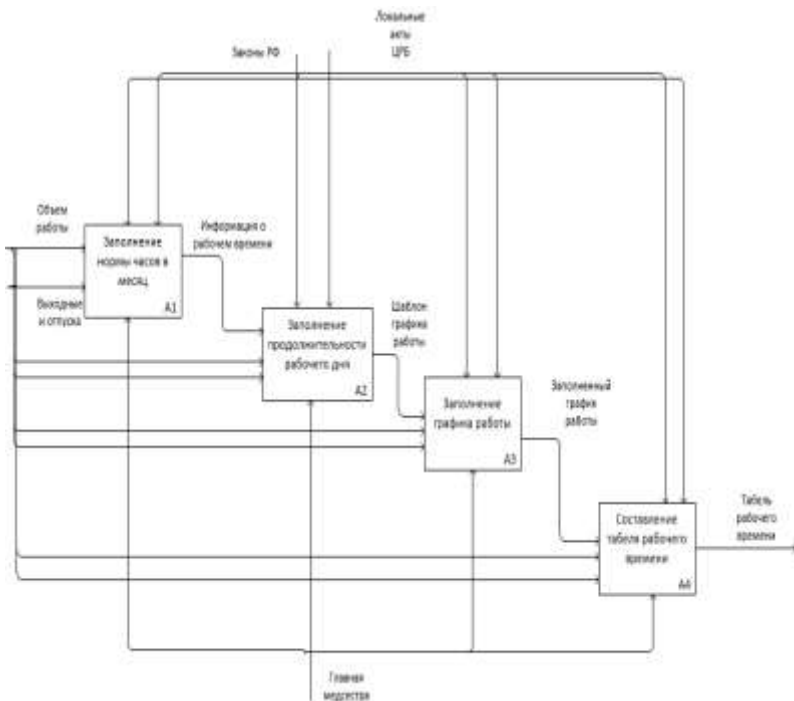 Локальные
акты
ЦРБ
Законы РФ
Объем
работы
Заполнение
нормы часов в
месяц
A1
Информация о
рабочем времени
Выходные
и отпуска
Заполнение
продолжительности
рабочего дня
A2
Шаблон
графика
работы
Заполнение
графика работы
A3
Заполненный
график
работы
Составление
табеля рабочего
времени
A4
Табель
рабочего
времени
Главная
медсестра